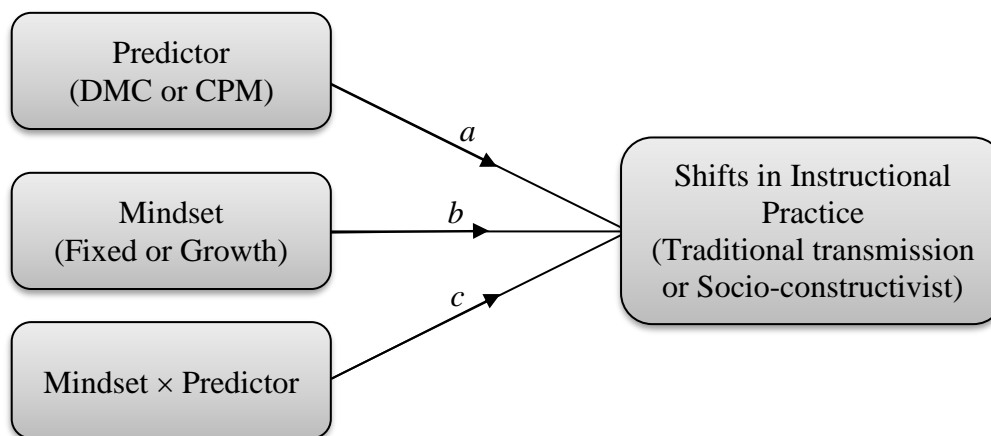 Predictor
(DMC or CPM)
a
Mindset
(Fixed or Growth)
b
Mindset × Predictor
c
Shifts in Instructional
Practice
(Traditional transmission
or Socio-constructivist)